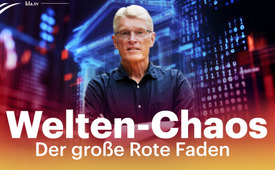 kla.tv
Welten-Chaos
Der große Rote Faden